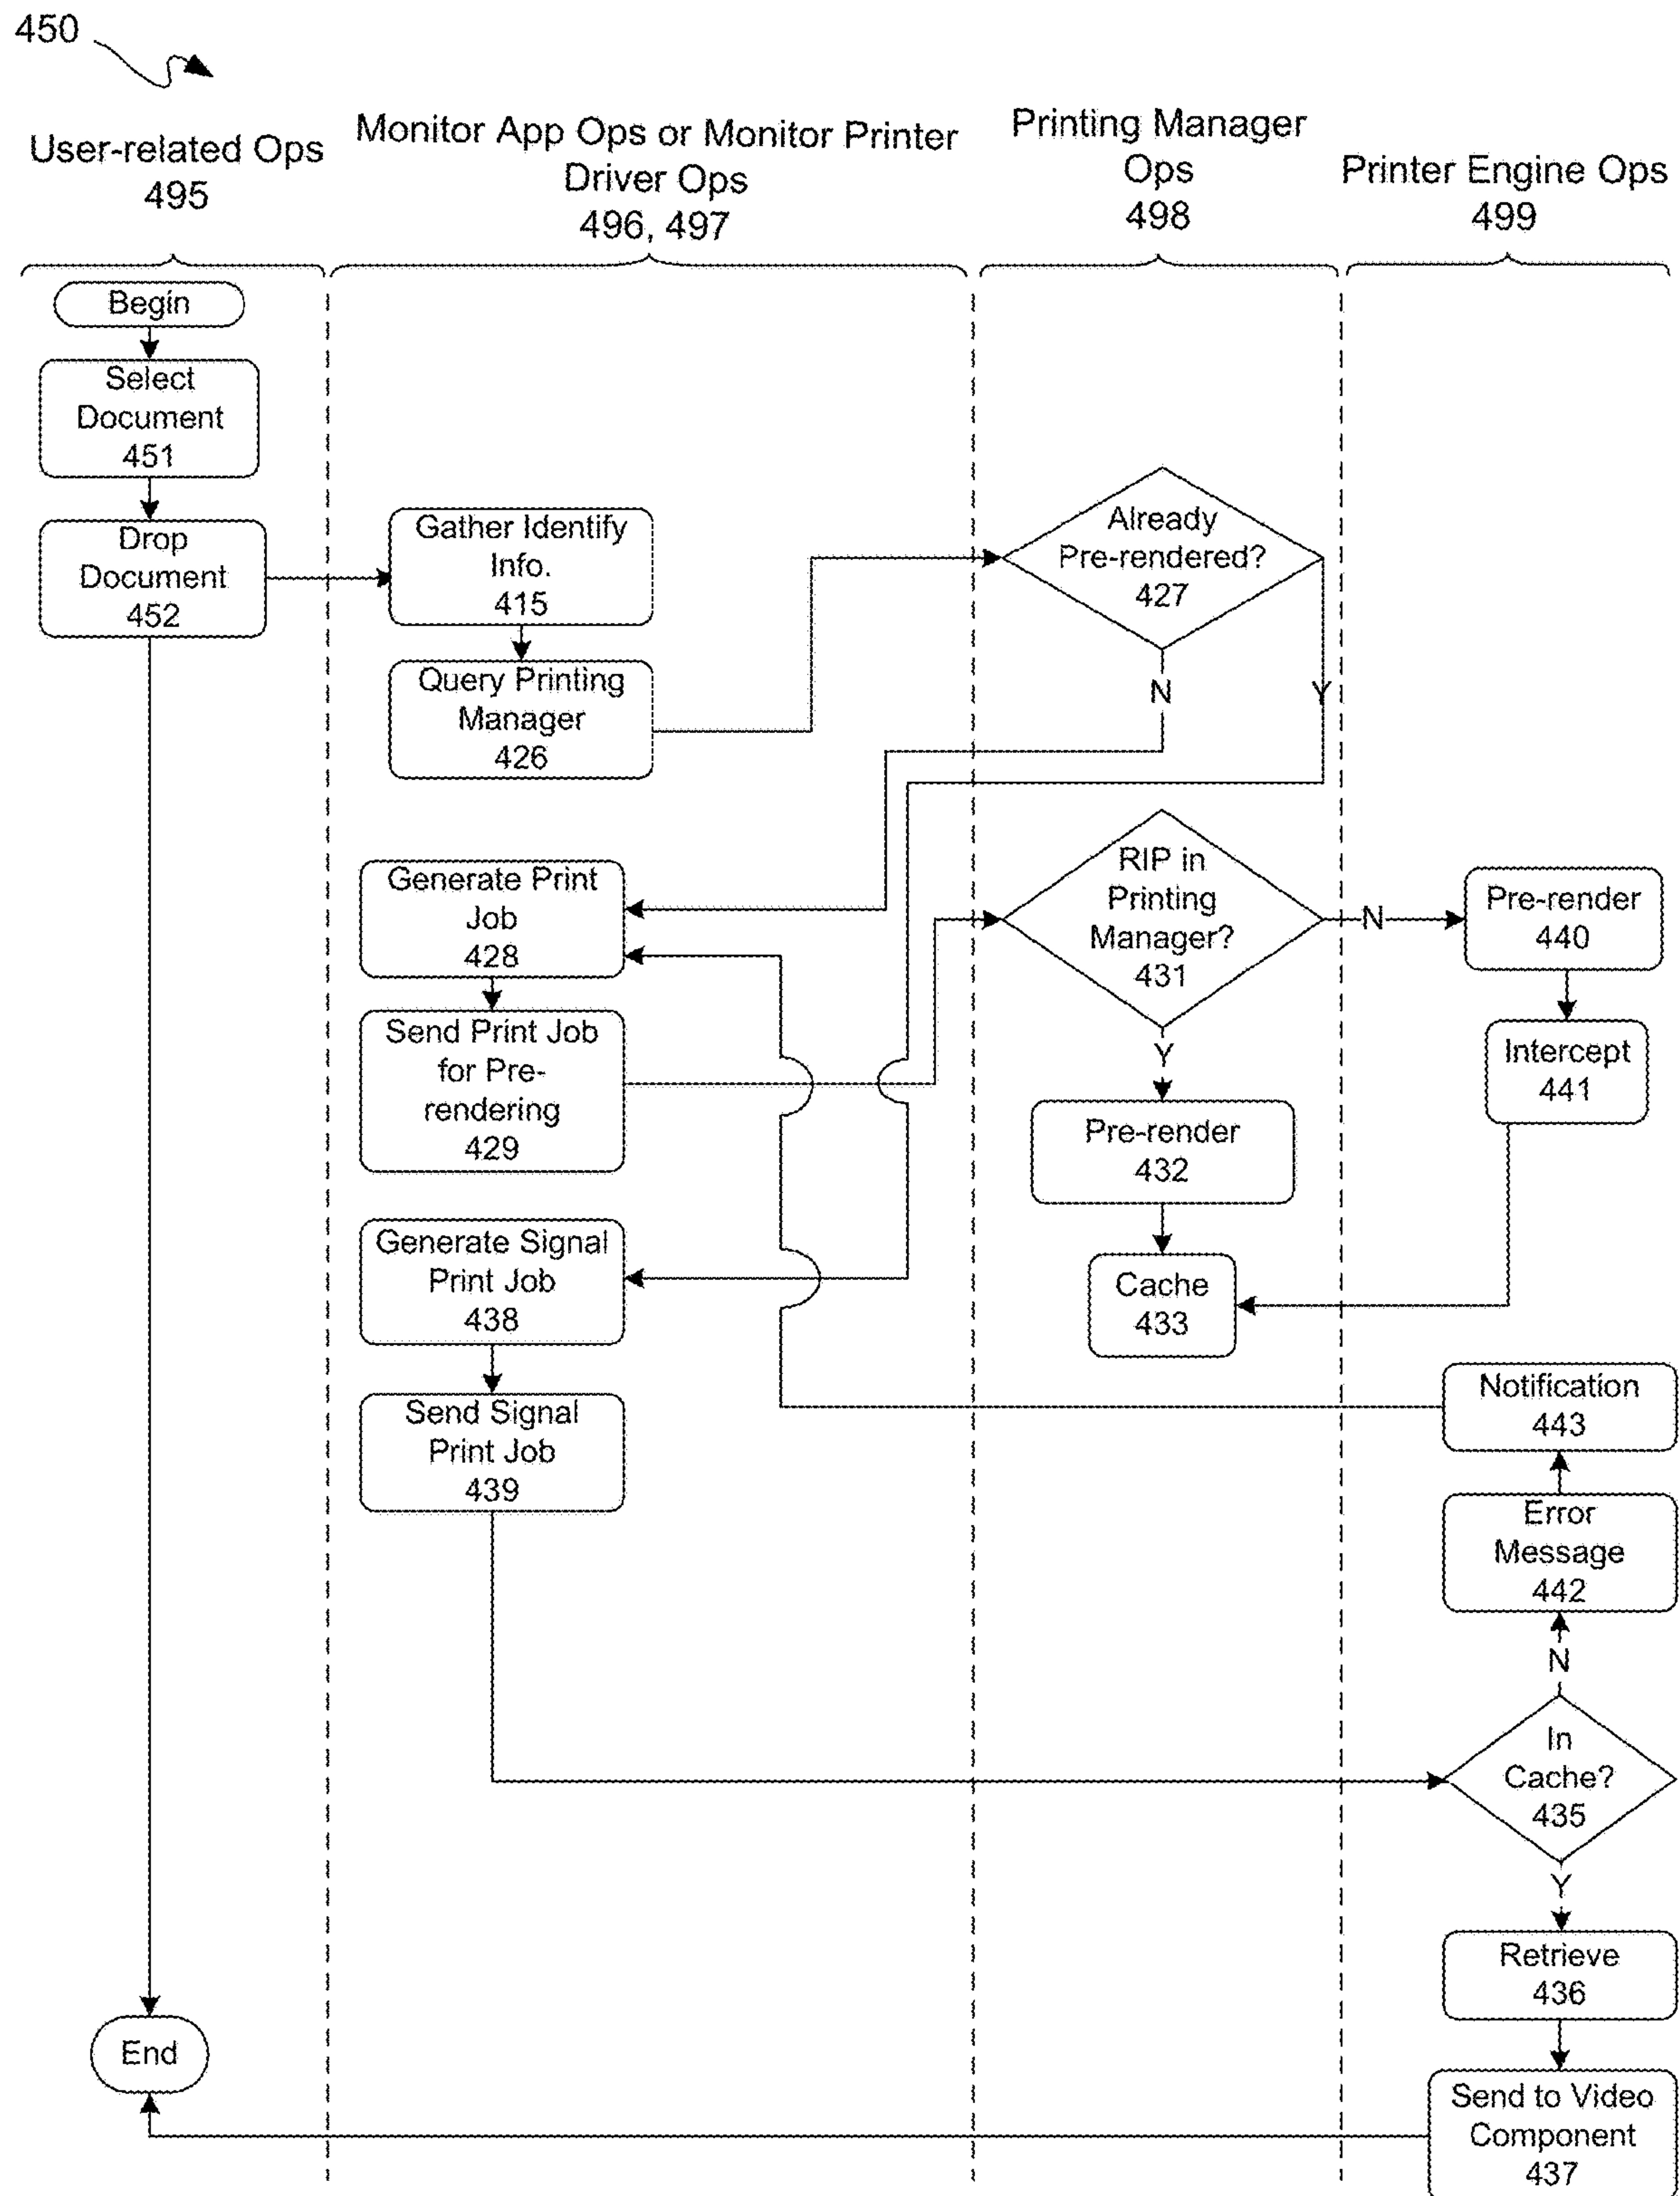 450
User-related Ops
495
Monitor App Ops or Monitor Printer
Driver Ops
496, 497
Printing Manager
Ops
498
Printer Engine Ops
499
Begin
Select
Document
451
Drop
Document
452
Gather Identify
Info.
415
Query Printing
Manager
426
Already
Pre-rendered?
427
N
Y
Generate Print
Job
428
Send Print Job
for Pre-
rendering
429
RIP in
Printing
Manager?
431
N
Y
Pre-render
440
Intercept
441
Pre-render
432
Cache
433
Generate Signal
Print Job
438
Send Signal
Print Job
439
Notification
443
Error
Message
442
N
In
Cache?
435
Y
Retrieve
436
Send to Video
Component
437
End